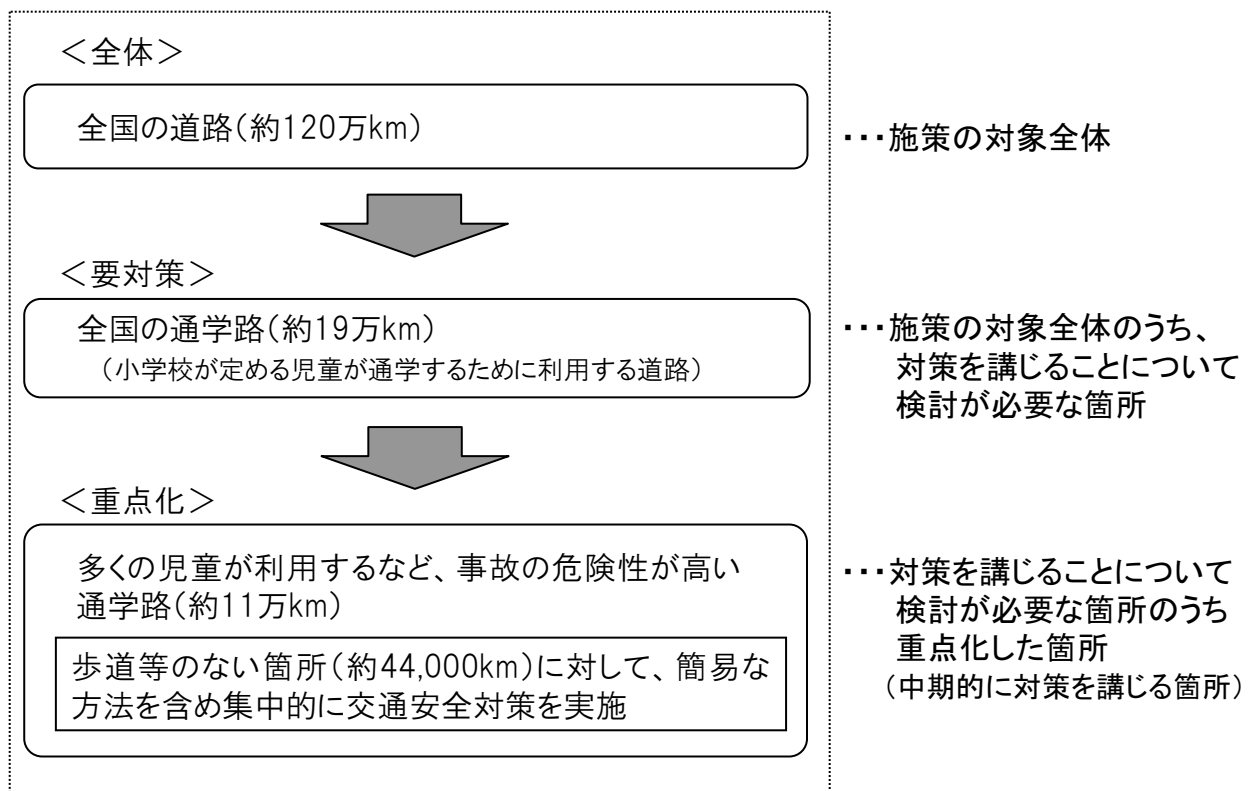 ＜全体＞
全国の道路（約120万km）
・・・施策の対象全体
＜要対策＞
全国の通学路（約19万km）
（小学校が定める児童が通学するために利用する道路）
・・・施策の対象全体のうち、
対策を講じることについて
検討が必要な箇所
＜重点化＞
多くの児童が利用するなど、事故の危険性が高い
通学路（約11万km）
歩道等のない箇所（約44,000km）に対して、簡易な
方法を含め集中的に交通安全対策を実施
・・・対策を講じることについて
検討が必要な箇所のうち
重点化した箇所
（中期的に対策を講じる箇所）